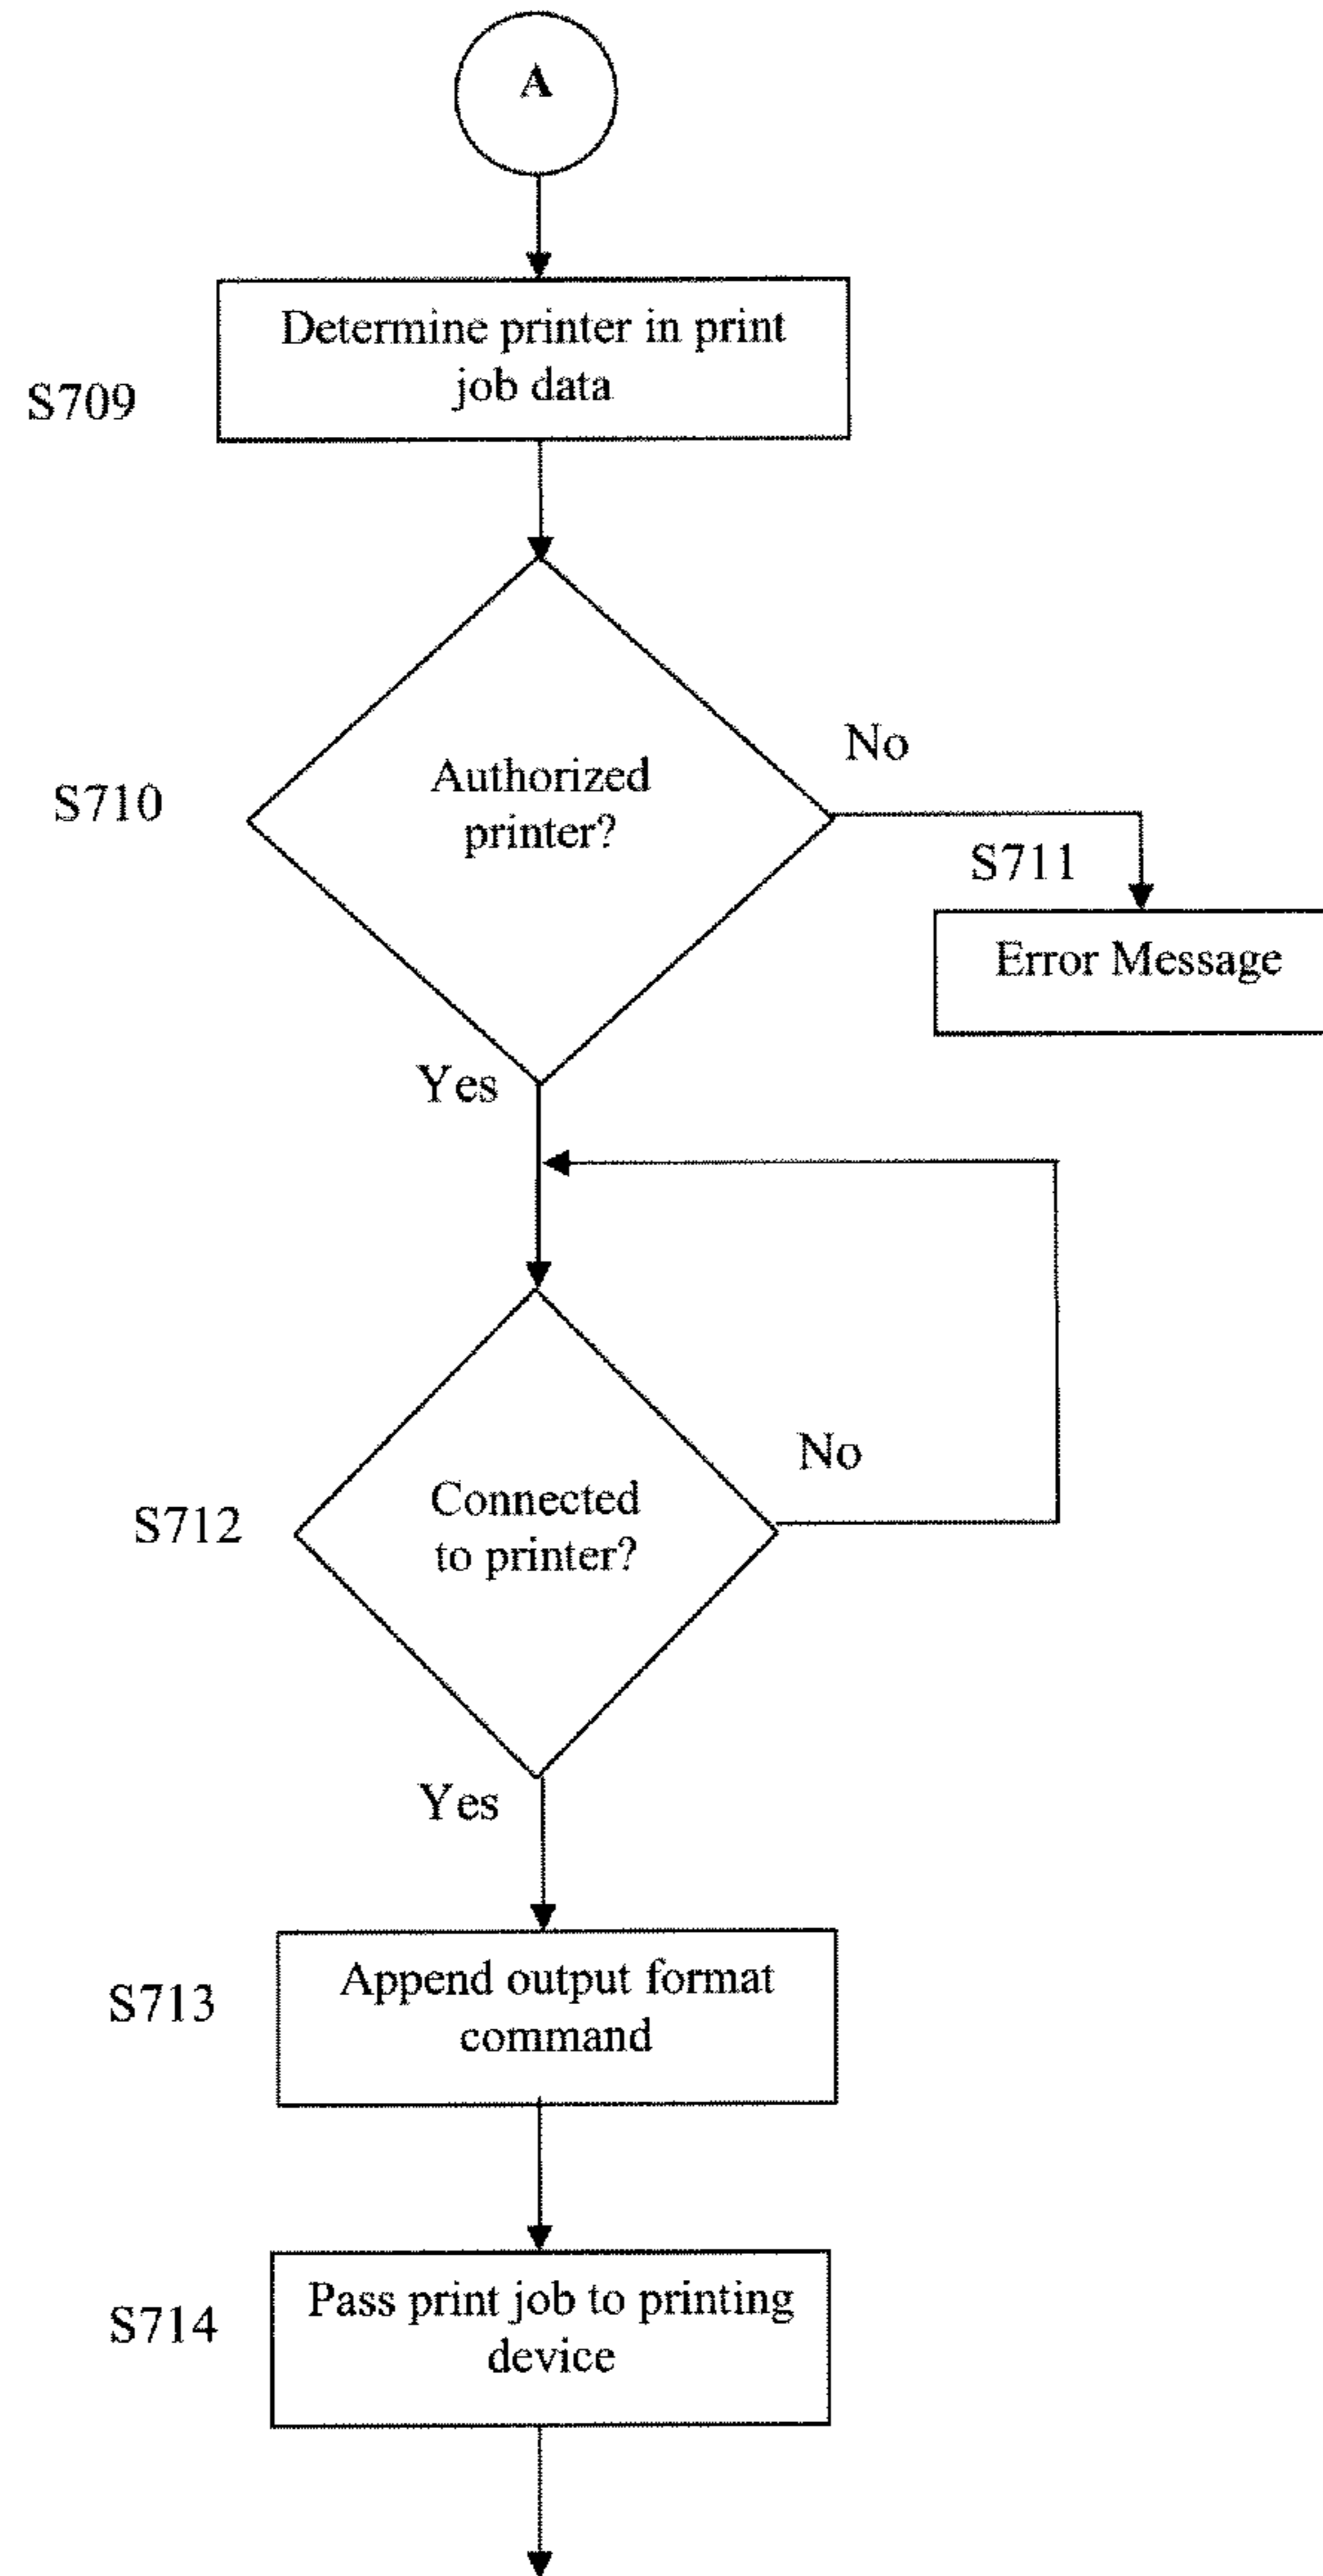 A
Determine printer in print
job data
S709
Authorized
printer?
No
S710
S711
Error Message
Yes
Connected
to printer?
No
S712
Yes
Append output format
command
S713
Pass print job to printing
device
S714